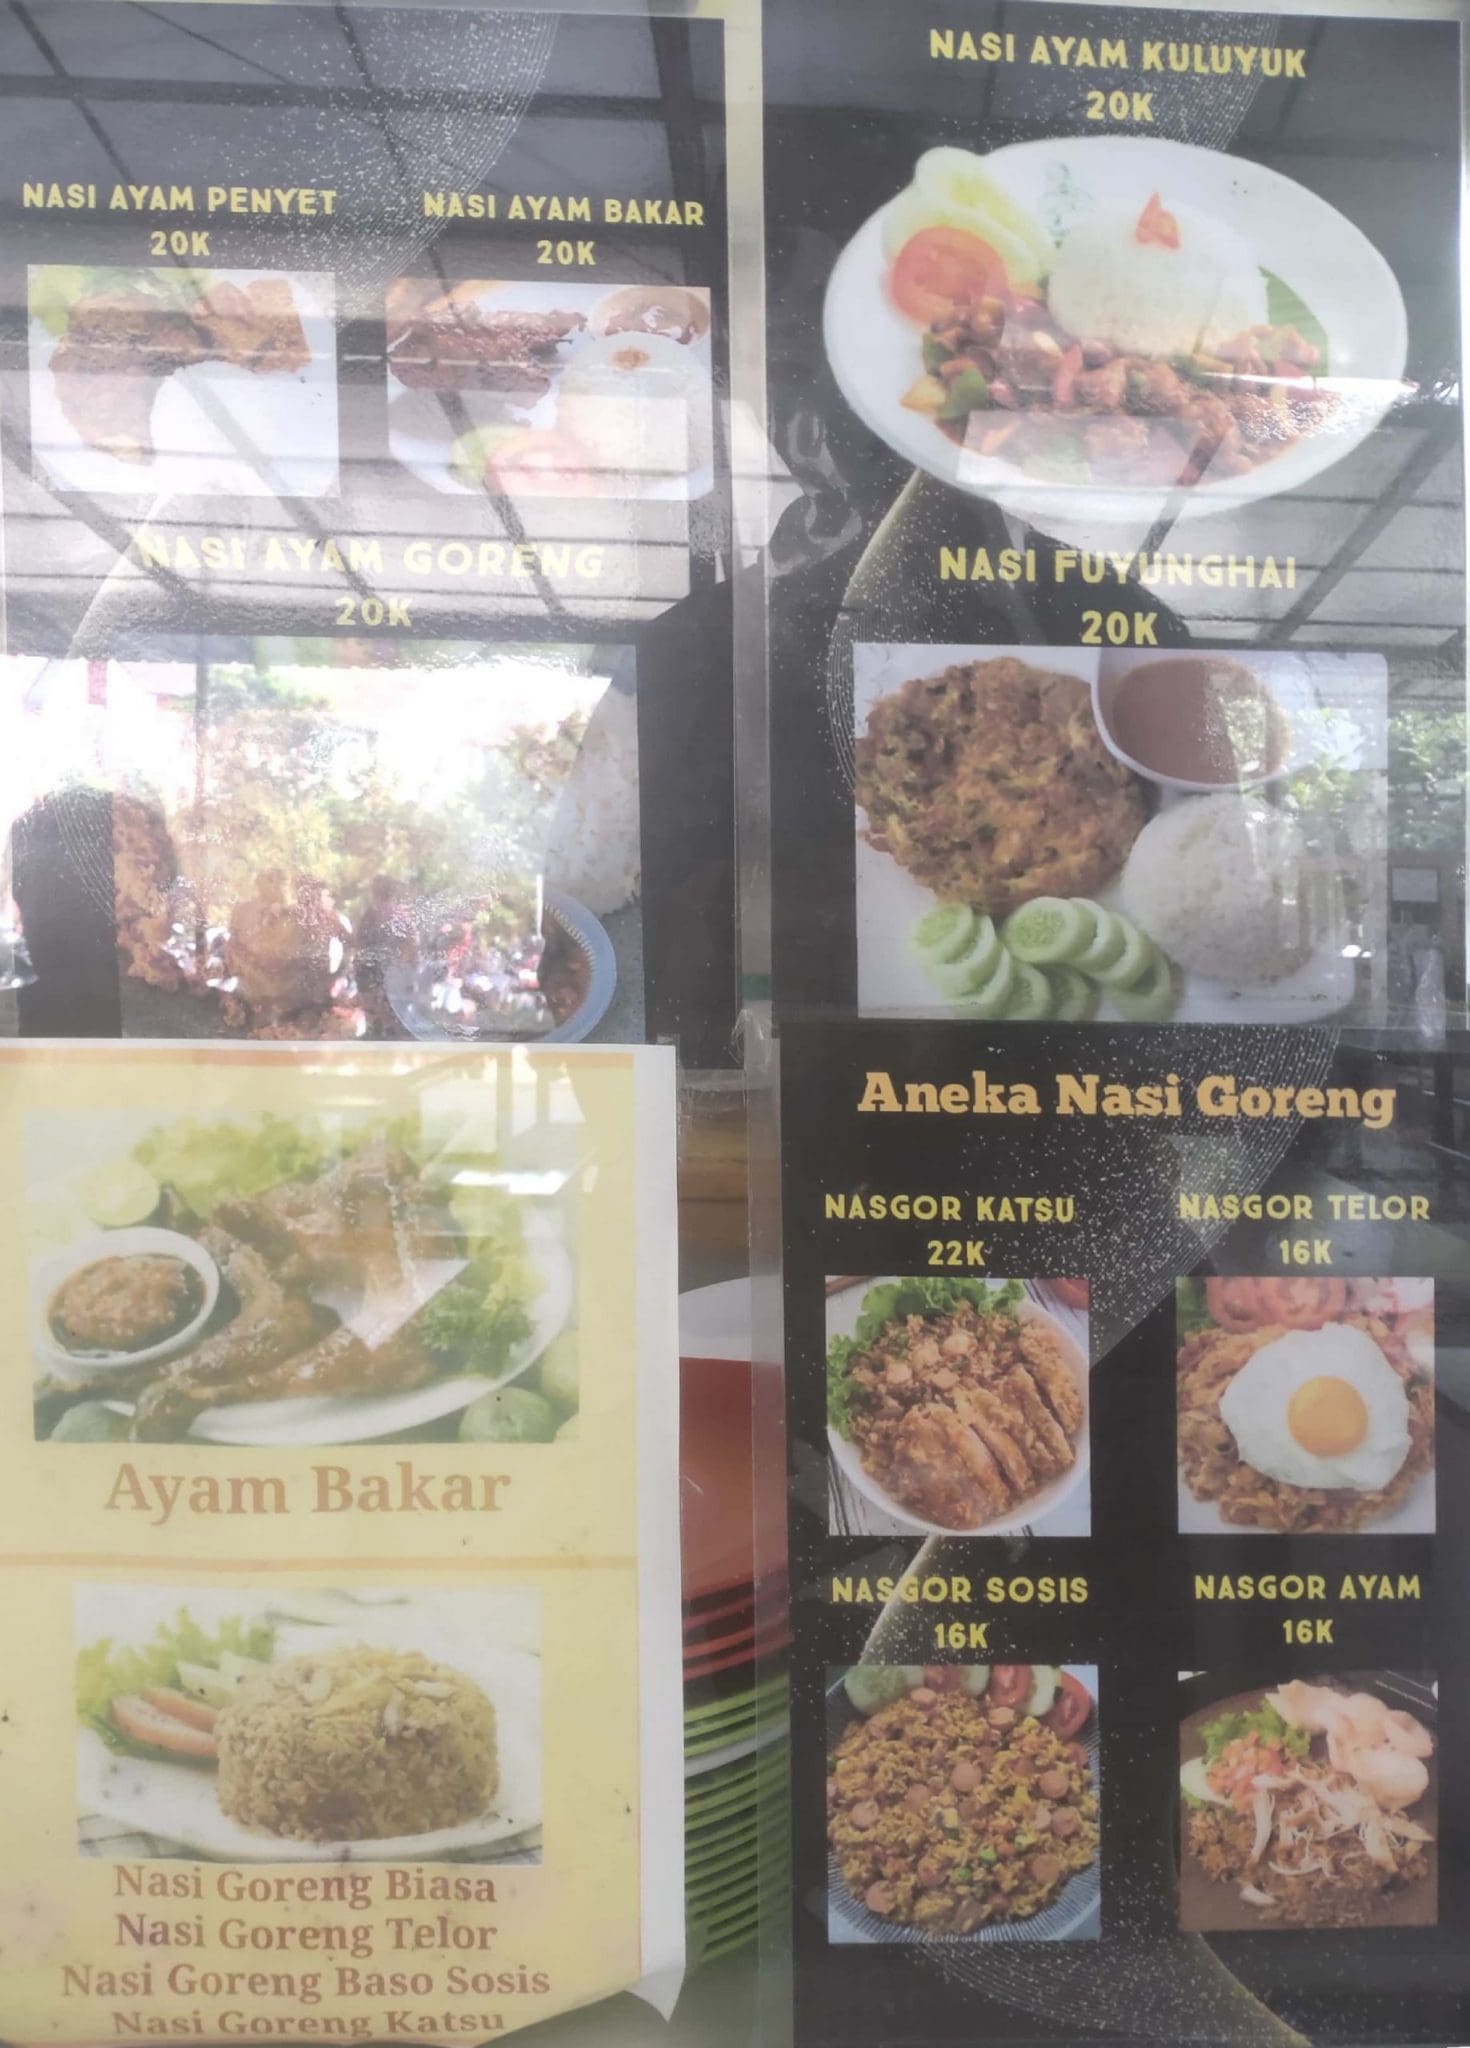 NASI AYAM PENYET
20K
NASI AYAM BAKAR
20K
NASI AYAM GORENG
20K
NASI AYAM KULUYUK
20K
NASI FUYUNGHAI
20K
Ayam Bakar
Nasi Goreng Biasa
Nasi Goreng Telor
Nasi Goreng Baso Sosis
Nasi Goreng Katsu
Aneka Nasi Goreng
NASGOR KATSU
22K
NASGOR TELOR
16K
NASGOR SOSIS
16K
NASGOR AYAM
16K